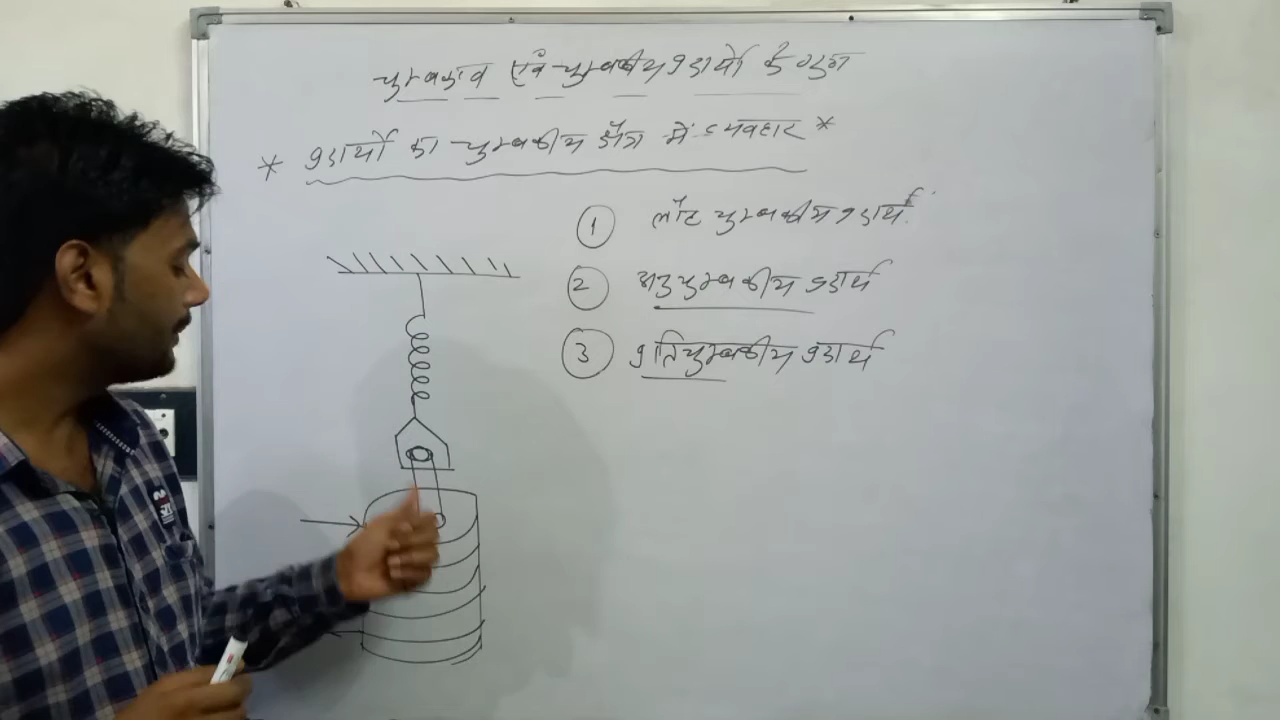 चुम्बकत्व एवं चुम्बकीय पदार्थो के गुण
* पदार्थो का चुम्बकीय क्षेत्र में व्यवहार *
1 लौह चुम्बकीय पदार्थ
2 अनुचुम्बकीय पदार्थ
3 प्रतिचुम्बकीय पदार्थ